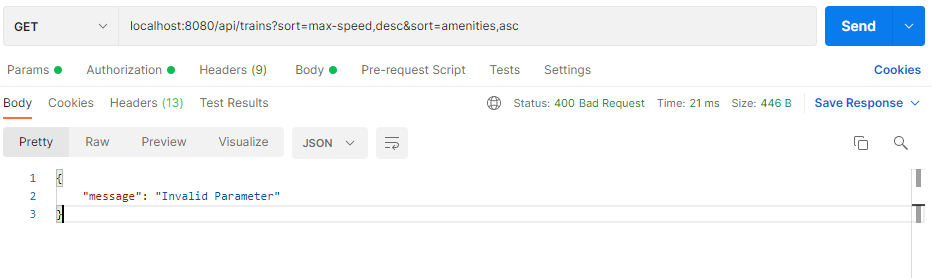 GET localhost:8080/api/trains?sort=max-speed,desc&sort=amenities,asc Send
Params Authorization Headers (9) Body Pre-request Script Tests Settings Cookies
Body Cookies Headers (13) Test Results Status: 400 Bad Request Time: 21 ms Size: 446 B Save Response
Pretty Raw Preview Visualize JSON
1 {
2 "message": "Invalid Parameter"
3 }